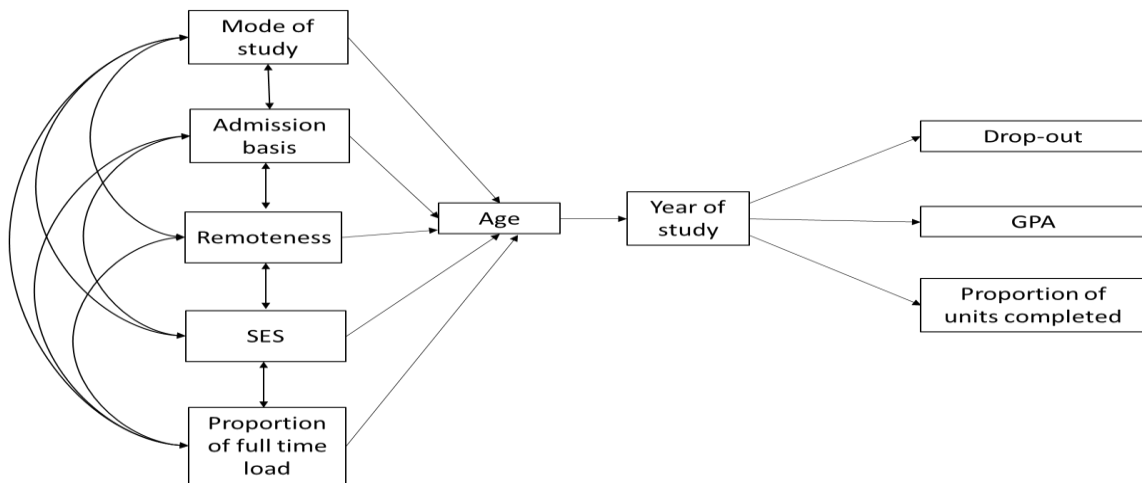 Mode of
study
Admission
basis
Remoteness
SES
Proportion
of full time
load
Age
Year of
study
Drop-out
GPA
Proportion of
units completed